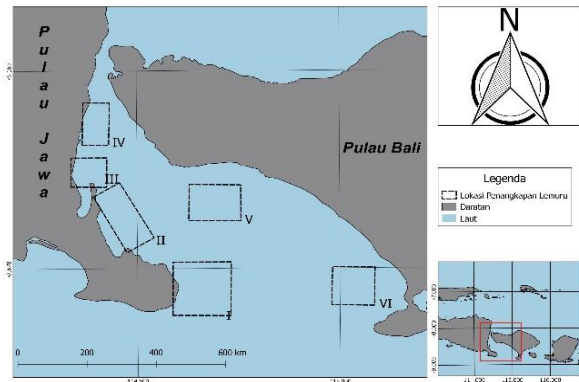 Pulau Jawa
Pulau Bali
IV
III
II
V
I
VI
0 200 400 600 km
N
Legenda
Lokasi Penangkapan Lemuru
Daratan
Laut